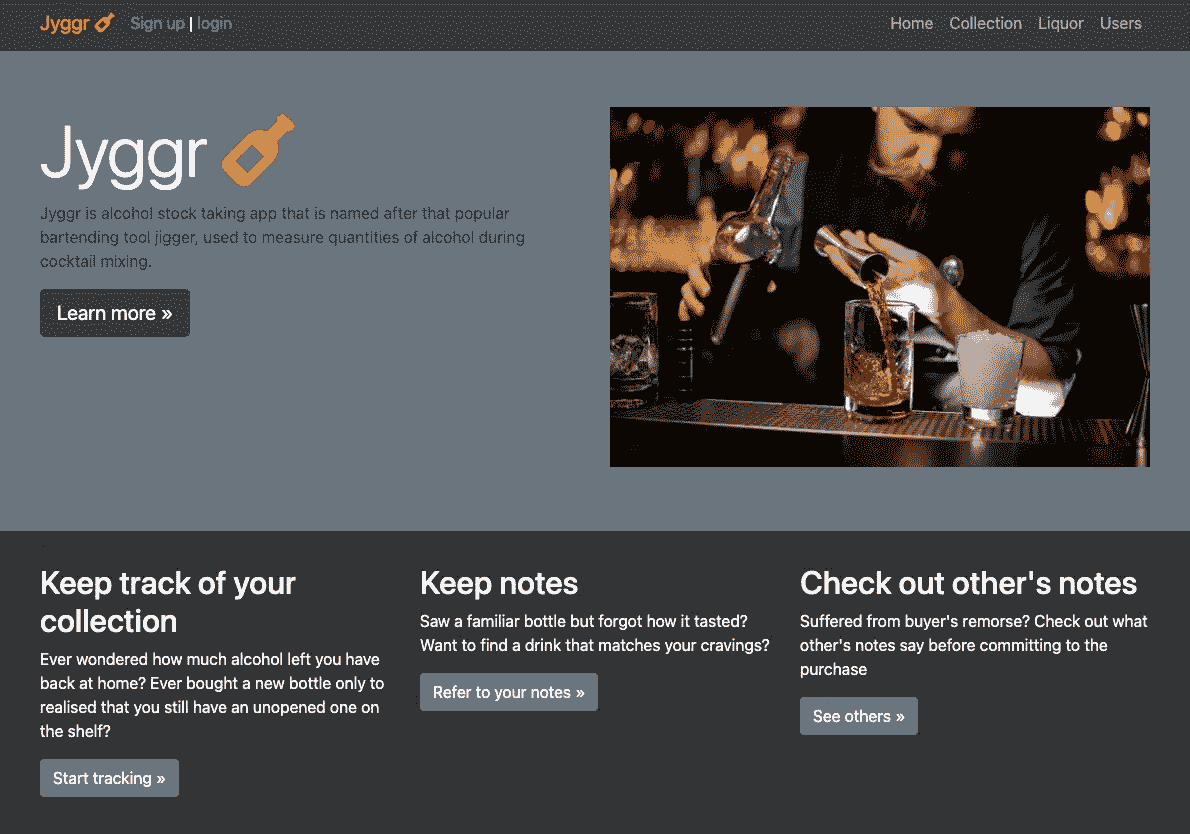 Jyggr Sign up | login Home Collection Liquor Users
Jyggr
Jyggr is alcohol stock taking app that is named after that popular
bartending tool jigger, used to measure quantities of alcohol during
cocktail mixing.
Learn more »
Keep track of your
collection
Ever wondered how much alcohol left you have
back at home? Ever bought a new bottle only to
realised that you still have an unopened one on
the shelf?
Start tracking »
Keep notes
Saw a familiar bottle but forgot how it tasted?
Want to find a drink that matches your cravings?
Refer to your notes »
Check out other's notes
Suffered from buyer's remorse? Check out what
other's notes say before committing to the
purchase
See others »